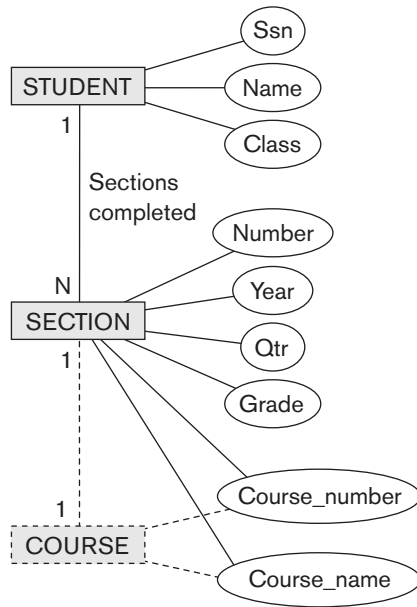 Ssn
STUDENT
Name
1
Class
Sections
completed
Number
N
Year
SECTION
1
Qtr
Grade
1
Course_number
COURSE
Course_name